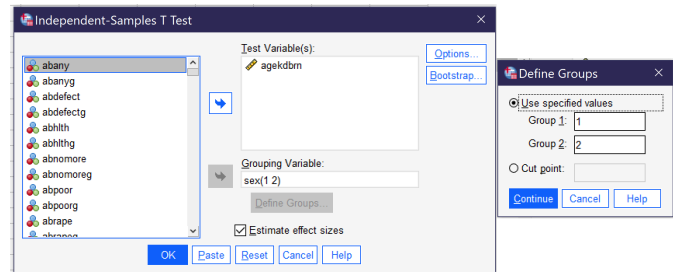 Independent-Samples T Test
abany
abanyg
abdefect
abdefectg
abhlth
abhlthg
abnomore
abnomoreg
abpoor
abpoorg
abrape
abrapeg
Test Variable(s):
agekdbrn
Grouping Variable:
sex(1 2)
Define Groups...
Estimate effect sizes
Options...
Bootstrap...
OK Paste Reset Cancel Help
Define Groups
Use specified values
Group 1: 1
Group 2: 2
Cut point:
Continue Cancel Help